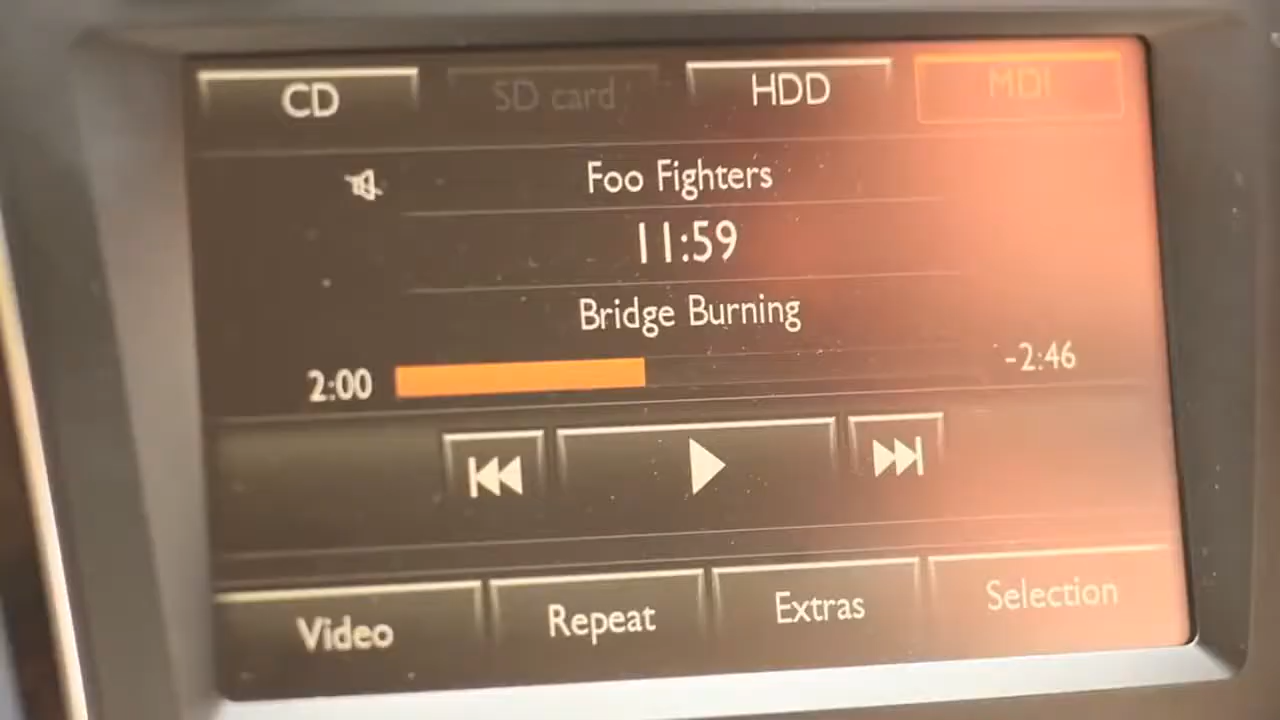 CD SD card HDD MDI
Foo Fighters
11:59
Bridge Burning
2:00 -2:46
Video Repeat Extras Selection